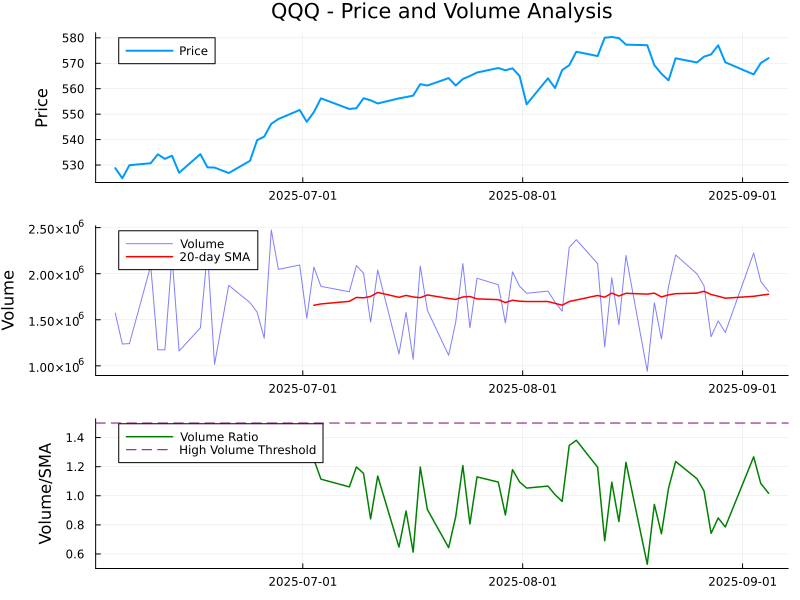 QQQ - Price and Volume Analysis
Price
580
570
560
550
540
530
Price
2025-07-01
2025-08-01
2025-09-01
Volume
2.50×10⁶
2.00×10⁶
1.50×10⁶
1.00×10⁶
Volume
20-day SMA
2025-07-01
2025-08-01
2025-09-01
Volume/SMA
1.4
1.2
1.0
0.8
0.6
Volume Ratio
High Volume Threshold
2025-07-01
2025-08-01
2025-09-01